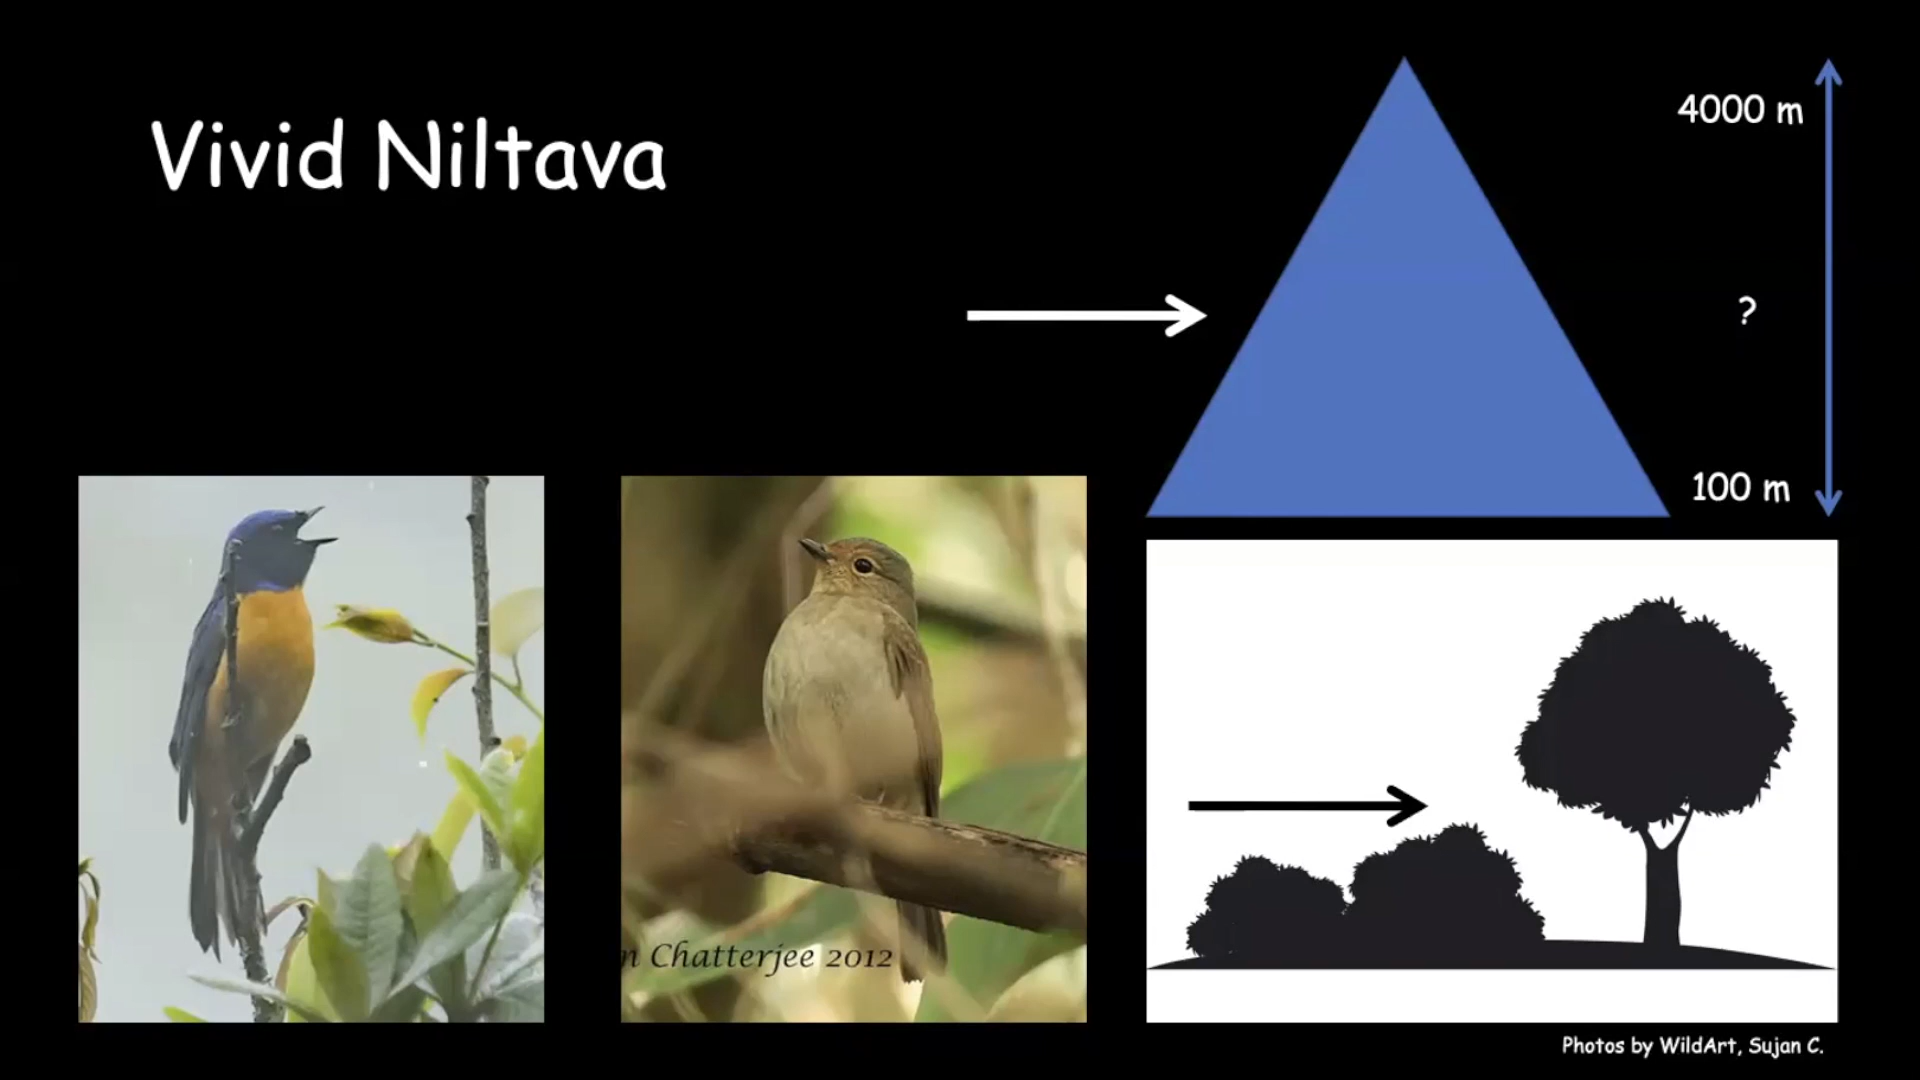 Vivid Niltava
4000 m
?
100 m
n Chatterjee 2012
Photos by WildArt, Sujan C.